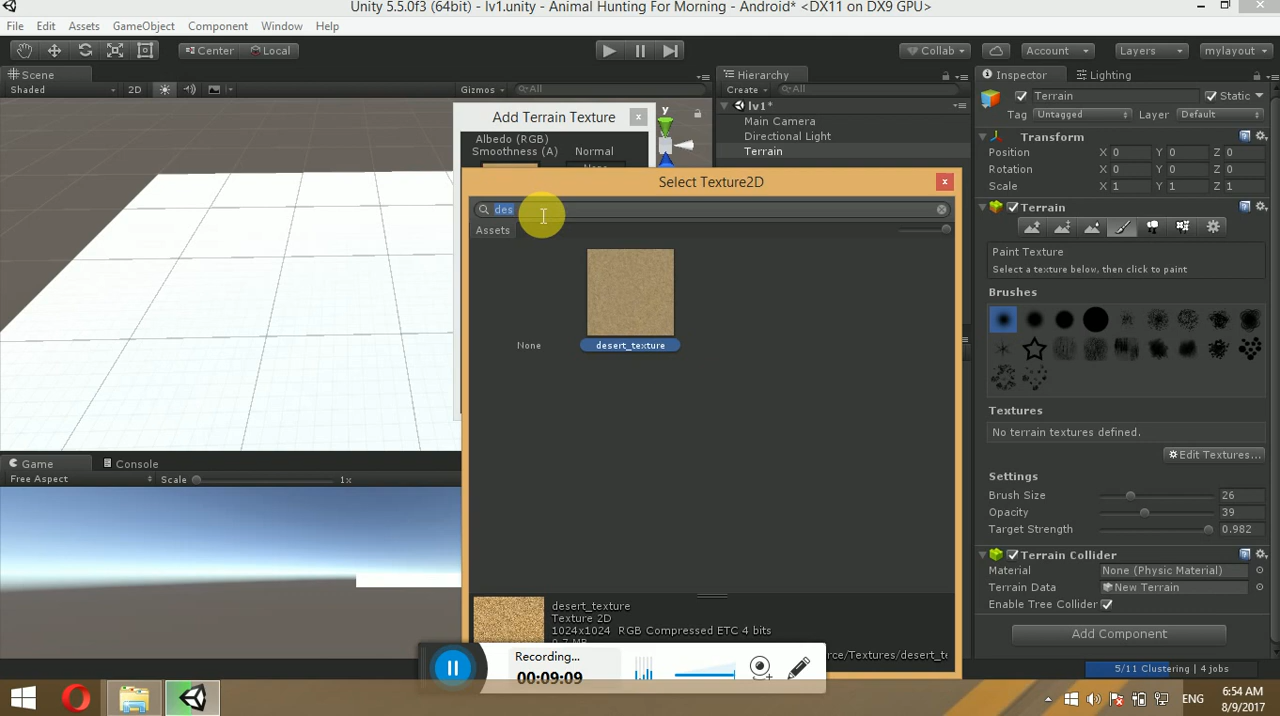 Unity 5.5.0f3 (64bit) - lv1.unity - Animal Hunting For Morning - Android* <DX11 on DX9 GPU>
File Edit Assets GameObject Component Window Help
Center Local Collab Account Layers mylayout
Scene
Shaded 2D Gizmos All
Hierarchy
Create All
lv1*
Main Camera
Directional Light
Terrain
Add Terrain Texture
Albedo (RGB)
Smoothness (A) Normal
Select Texture2D
des
Assets
None
desert_texture
desert_texture
Texture 2D
1024x1024 RGB Compressed ETC 4 bits
Recording...
00:09:09
Game Console
Free Aspect Scale 1x
Inspector Lighting
Terrain Static
Tag Untagged Layer Default
Transform
Position X 0 Y 0 Z 0
Rotation X 0 Y 0 Z 0
Scale X 1 Y 1 Z 1
Terrain
Paint Texture
Select a texture below, then click to paint
Brushes
Textures
No terrain textures defined.
Edit Textures...
Settings
Brush Size 26
Opacity 39
Target Strength 0.982
Terrain Collider
Material None (Physic Material)
Terrain Data New Terrain
Enable Tree Collider
Add Component
5/11 Clustering | 4 jobs
ENG
6:54 AM
8/9/2017